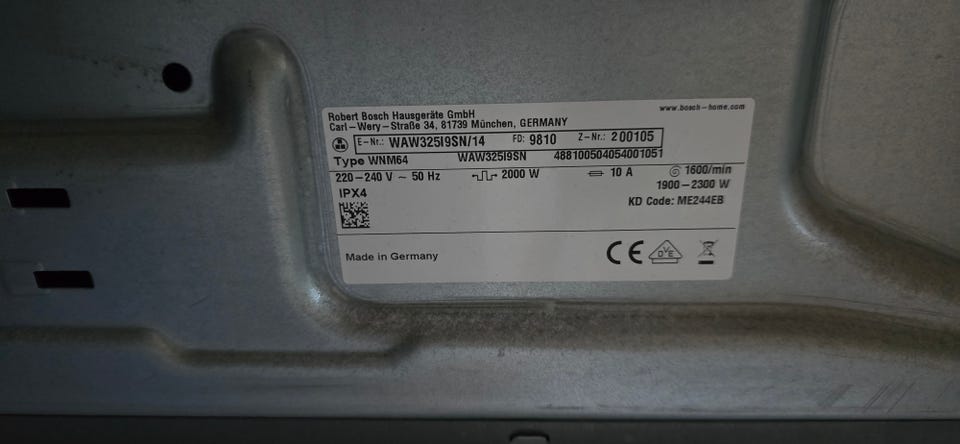 www.bosch-home.com
Robert Bosch Hausgeräte GmbH
Carl-Wery-Straße 34, 81739 München, GERMANY
E-Nr.: WAW325I9SN/14 FD: 9810 Z-Nr.: 200105
Type WNM64 WAW325I9SN 488100504054001051
220-240 V ~ 50 Hz 2000 W 10 A 1600/min
1900-2300 W
IPX4
KD Code: ME244EB
Made in Germany CE DVE